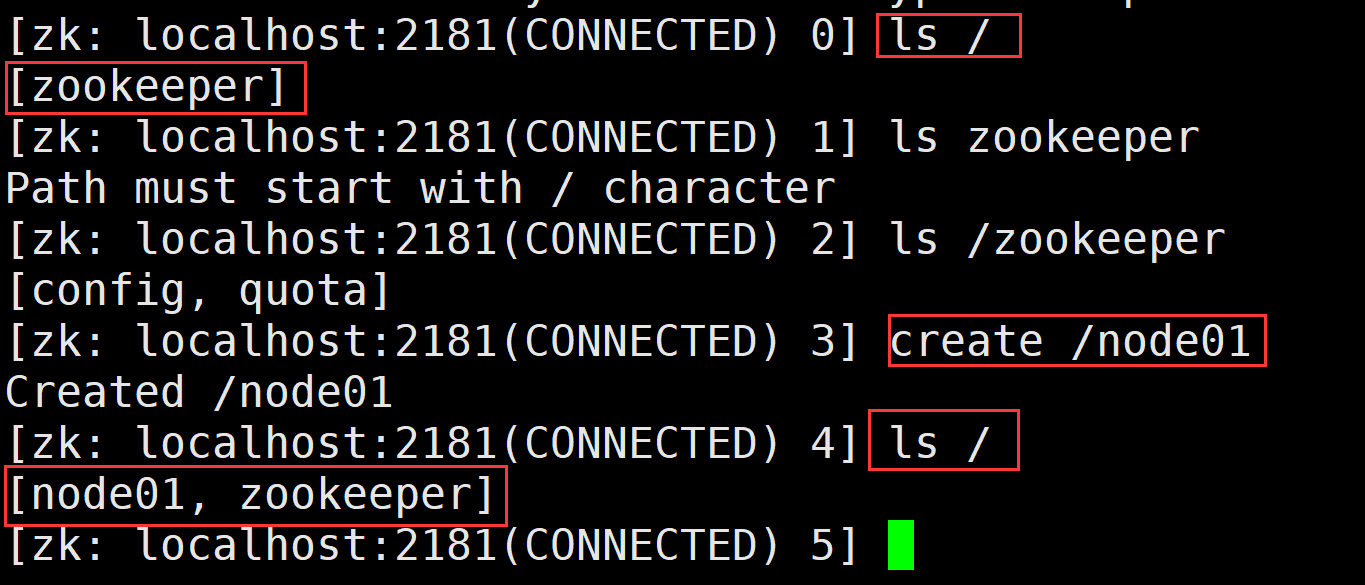 [zk: localhost:2181(CONNECTED) 0] ls /
[zookeeper]
[zk: localhost:2181(CONNECTED) 1] ls zookeeper
Path must start with / character
[zk: localhost:2181(CONNECTED) 2] ls /zookeeper
[config, quota]
[zk: localhost:2181(CONNECTED) 3] create /node01
Created /node01
[zk: localhost:2181(CONNECTED) 4] ls /
[node01, zookeeper]
[zk: localhost:2181(CONNECTED) 5]